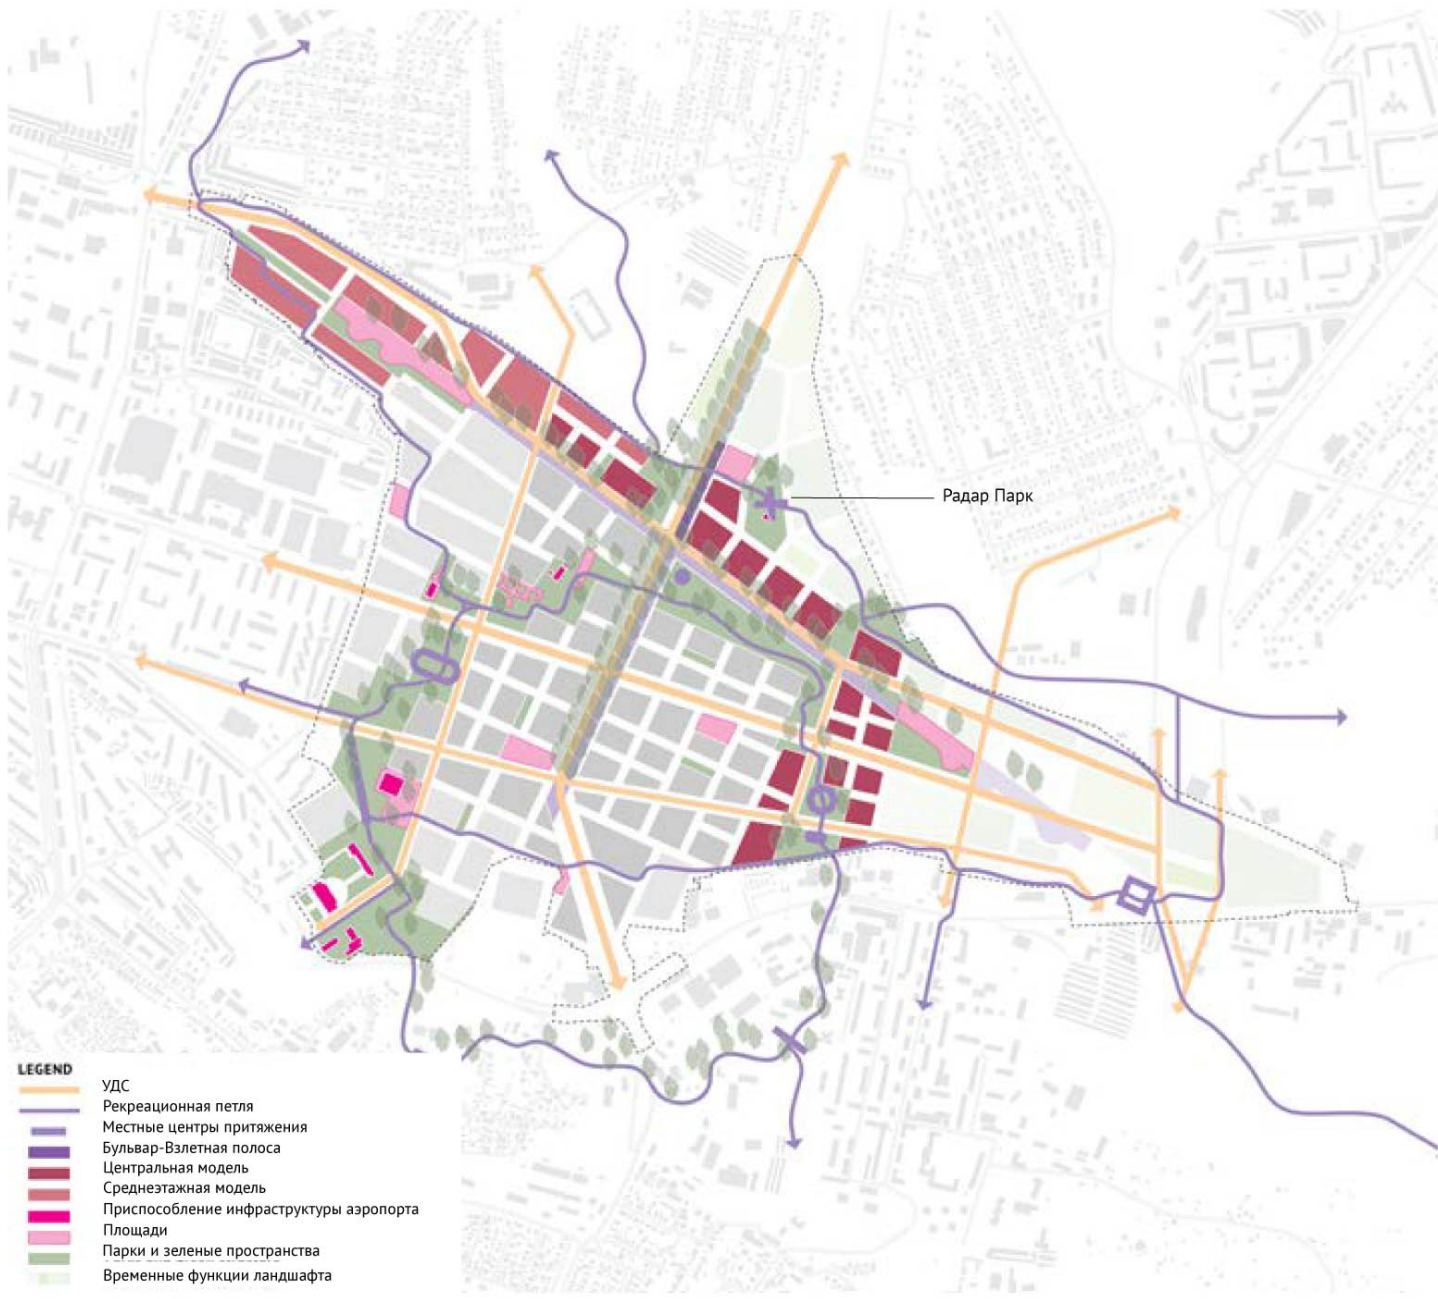 Радар Парк
LEGEND
УДС
Рекреационная петля
Местные центры притяжения
Бульвар-Взлетная полоса
Центральная модель
Среднеэтажная модель
Приспособление инфраструктуры аэропорта
Площади
Парки и зеленые пространства
Временные функции ландшафта